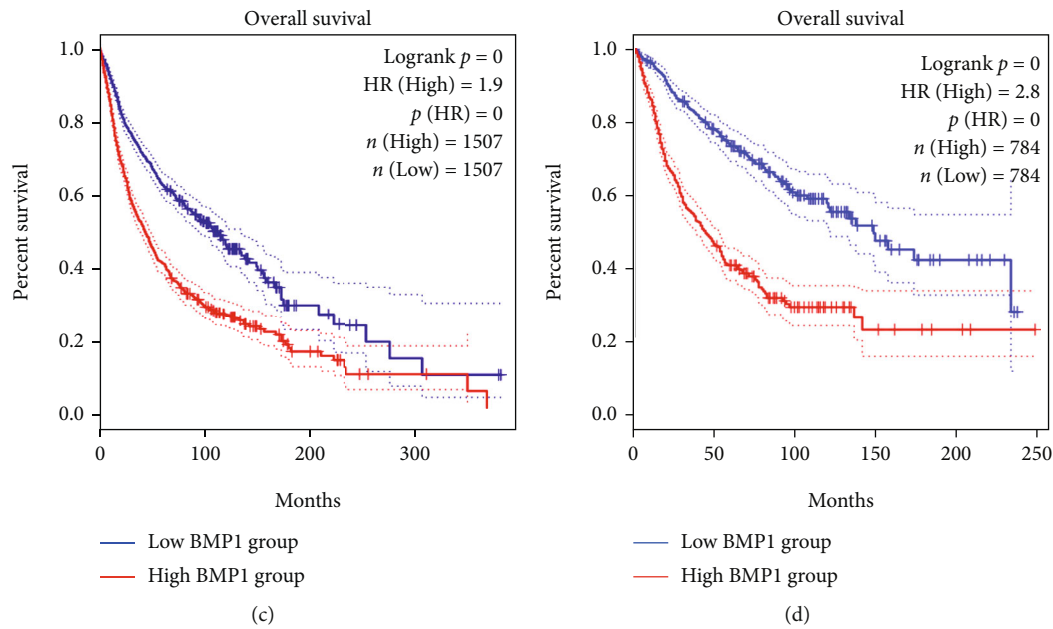 Overall suvival
Logrank p = 0
HR (High) = 1.9
p (HR) = 0
n (High) = 1507
n (Low) = 1507
1.0
0.8
0.6
0.4
0.2
0.0
Percent survival
0 100 200 300
Months
Low BMP1 group
High BMP1 group
(c)
Overall suvival
Logrank p = 0
HR (High) = 2.8
p (HR) = 0
n (High) = 784
n (Low) = 784
1.0
0.8
0.6
0.4
0.2
0.0
Percent survival
0 50 100 150 200 250
Months
Low BMP1 group
High BMP1 group
(d)